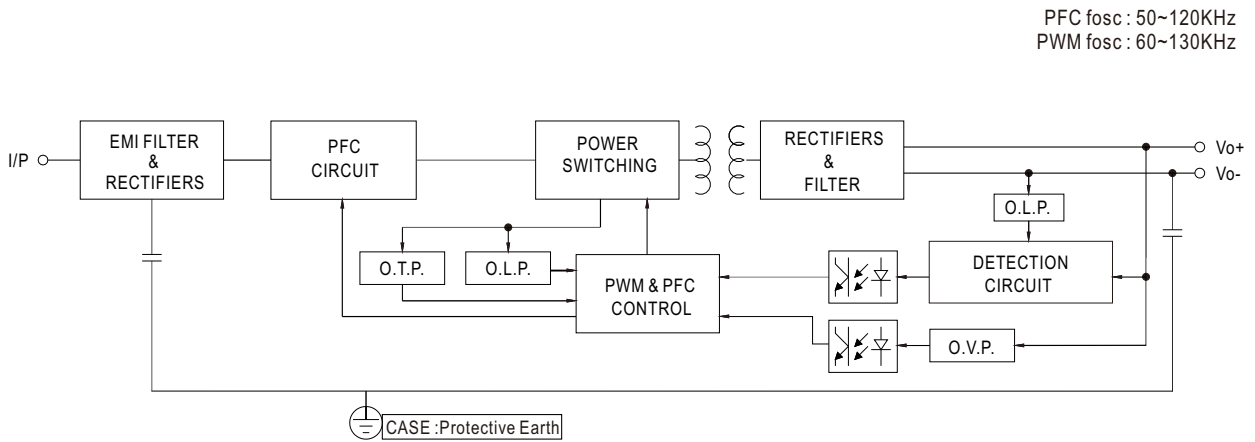 PFC fosc : 50~120KHz
PWM fosc : 60~130KHz
I/P
EMI FILTER
&
RECTIFIERS
PFC
CIRCUIT
POWER
SWITCHING
RECTIFIERS
&
FILTER
Vo+
Vo-
O.L.P.
O.T.P.
O.L.P.
PWM & PFC
CONTROL
DETECTION
CIRCUIT
O.V.P.
CASE :Protective Earth